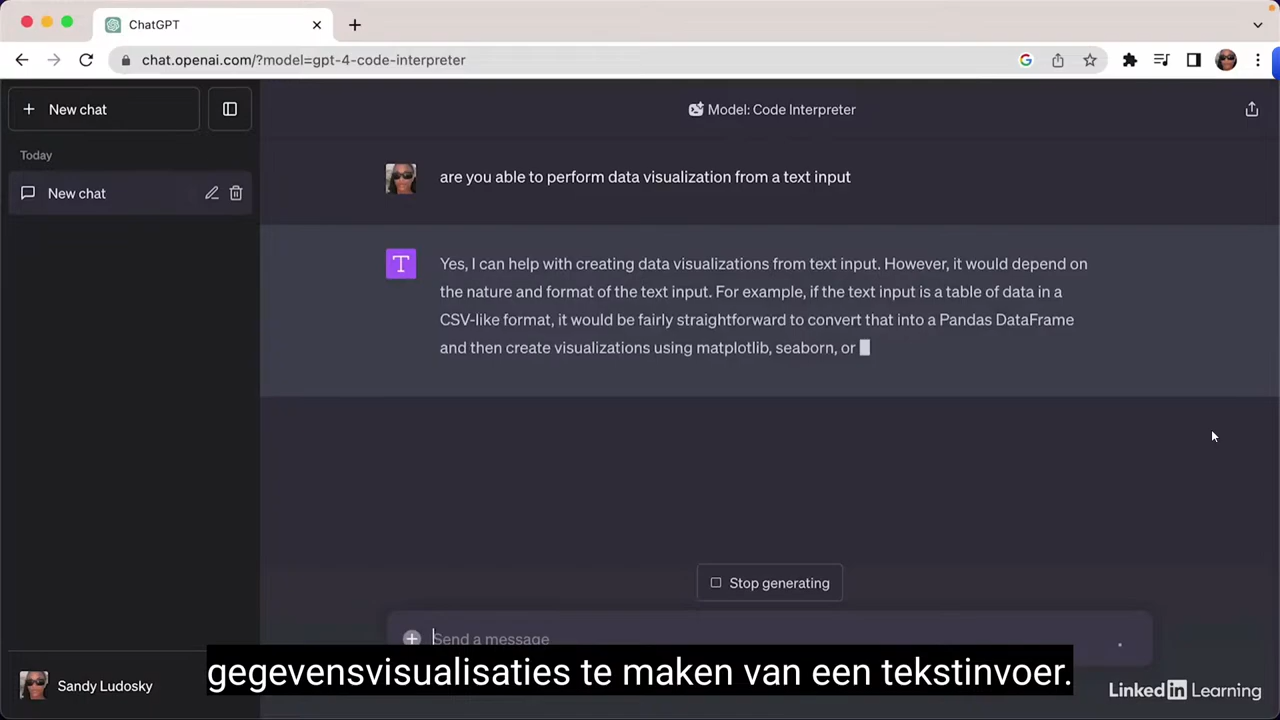 ChatGPT
chat.openai.com/?model=gpt-4-code-interpreter
New chat
Model: Code Interpreter
Today
New chat
are you able to perform data visualization from a text input
T
Yes, I can help with creating data visualizations from text input. However, it would depend on
the nature and format of the text input. For example, if the text input is a table of data in a
CSV-like format, it would be fairly straightforward to convert that into a Pandas DataFrame
and then create visualizations using matplotlib, seaborn, or
Stop generating
Send a message
gegevensvisualisaties te maken van een tekstinvoer.
Sandy Ludosky
Linked in Learning